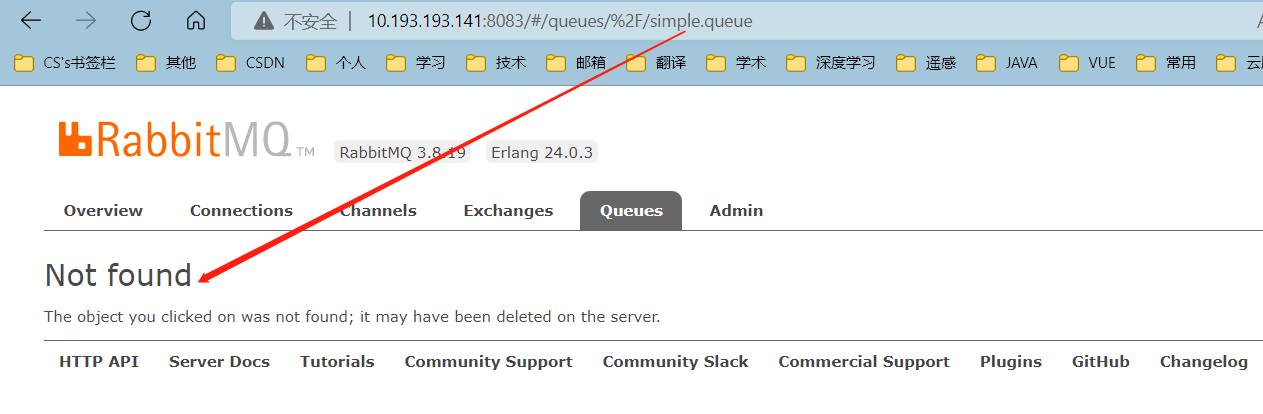 不安全 | 10.193.193.141:8083/#/queues/%2F/simple.queue
CS's书签栏 其他 CSDN 个人 学习 技术 邮箱 翻译 学术 深度学习 遥感 JAVA VUE 常用
RabbitMQ TM RabbitMQ 3.8.19 Erlang 24.0.3
Overview Connections Channels Exchanges Queues Admin
Not found
The object you clicked on was not found; it may have been deleted on the server.
HTTP API Server Docs Tutorials Community Support Community Slack Commercial Support Plugins GitHub Changelog